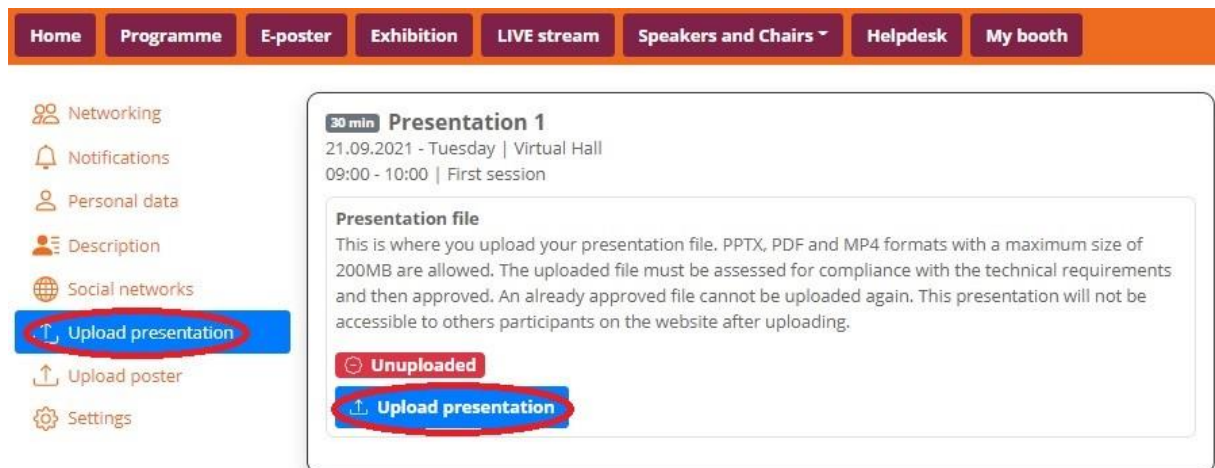 Home Programme E-poster Exhibition LIVE stream Speakers and Chairs Helpdesk My booth
Networking
Notifications
Personal data
Description
Social networks
Upload presentation
Upload poster
Settings
30 min Presentation 1
21.09.2021 - Tuesday | Virtual Hall
09:00 - 10:00 | First session
Presentation file
This is where you upload your presentation file. PPTX, PDF and MP4 formats with a maximum size of
200MB are allowed. The uploaded file must be assessed for compliance with the technical requirements
and then approved. An already approved file cannot be uploaded again. This presentation will not be
accessible to others participants on the website after uploading.
Unuploaded
Upload presentation